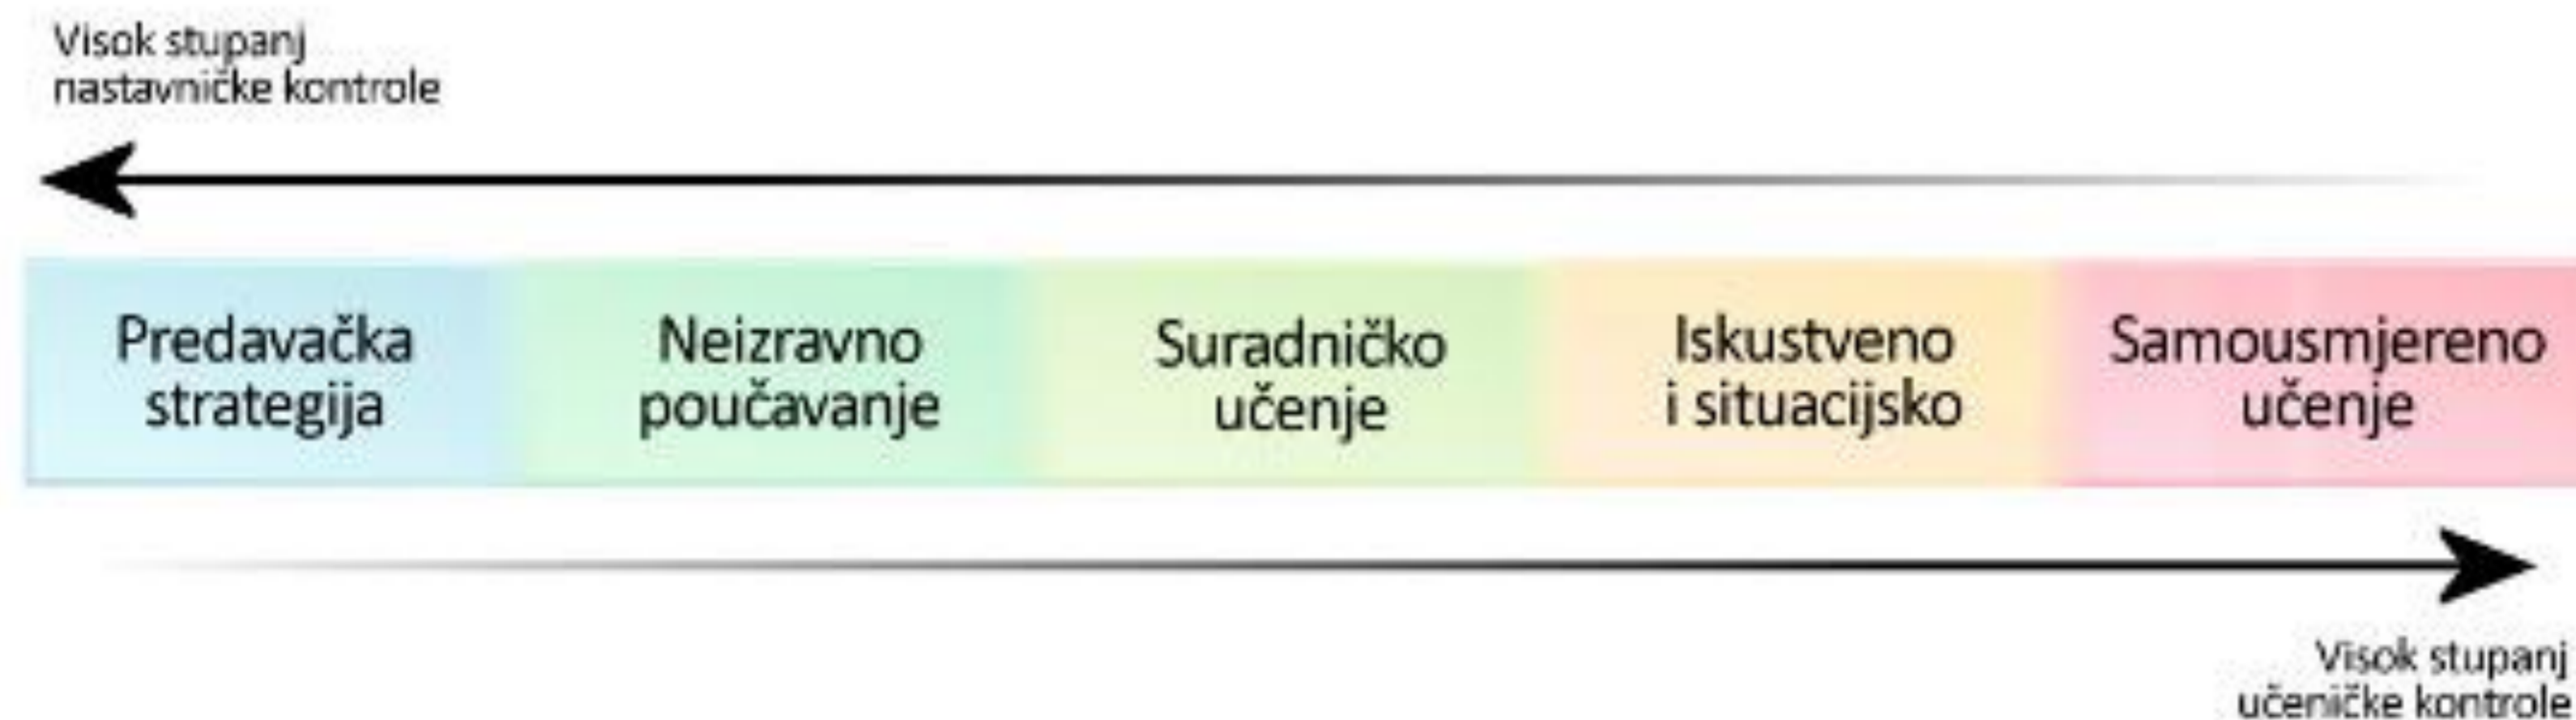 Visok stupanj
nastavničke kontrole
Predavačka
strategija
Neizravno
poučavanje
Suradničko
učenje
Iskustveno
i situacijsko
Samousmjereno
učenje
Visok stupanj
učeničke kontrole